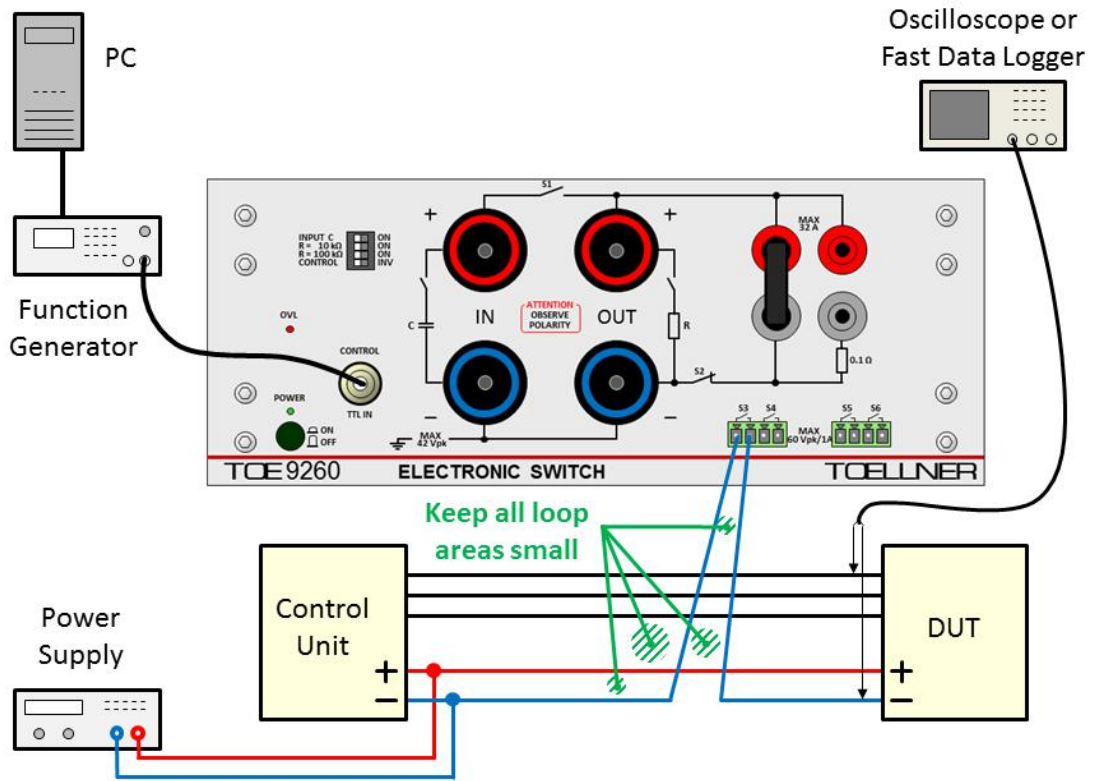 PC
Oscilloscope or
Fast Data Logger
Function
Generator
S1
+
+
MAX
32 A
INPUT C ON
R = 10 kΩ ON
R = 100 kΩ ON
CONTROL INV
OVL
C
IN
ATTENTION
OBSERVE
POLARITY
OUT
R
CONTROL
TTL IN
0.1 Ω
S2
POWER
ON
OFF
−
−
MAX
42 Vpk
S3 S4
MAX
60 Vpk/1A
S5 S6
TOE 9260
ELECTRONIC SWITCH
TOELLNER
Keep all loop
areas small
Control
Unit
+
−
DUT
+
−
Power
Supply